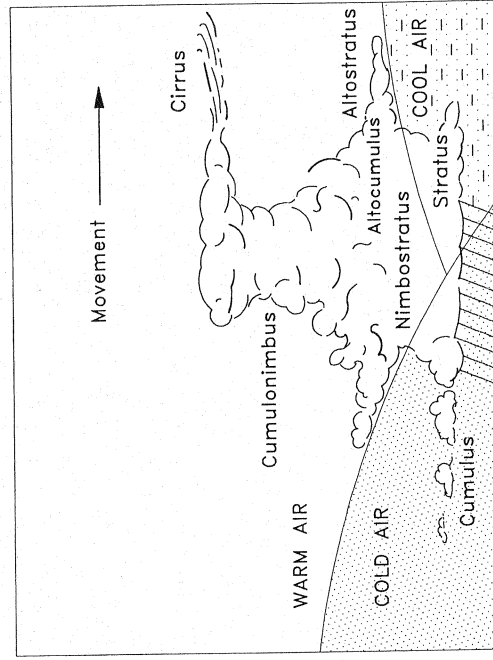 Movement
Cirrus
Cumulonimbus
Altostratus
Altocumulus
WARM AIR
Nimbostratus
COOL AIR
COLD AIR
Stratus
Cumulus